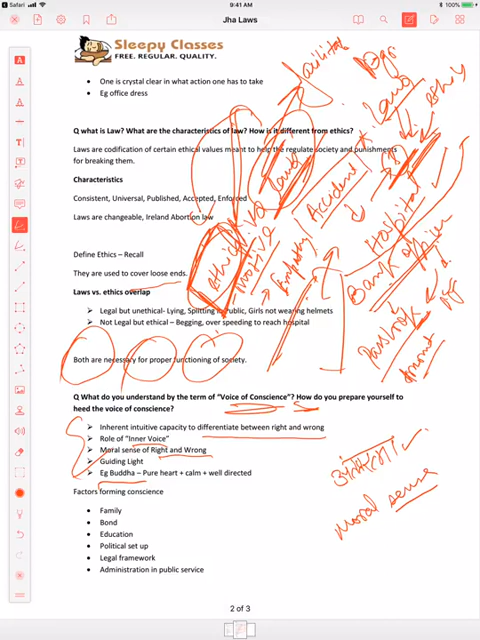 9:41 AM
100%
Jha Laws
Sleepy Classes
FREE. REGULAR. QUALITY.
• One is crystal clear in what action one has to take
• Eg office dress
Q what is Law? What are the characteristics of law? How is it different from ethics?
Laws are codification of certain ethical values meant to help the regulate society and punishments
for breaking them.
Characteristics
Consistent, Universal, Published, Accepted, Enforced
Laws are changeable, Ireland Abortion law
Define Ethics - Recall
They are used to cover loose ends.
Laws vs. ethics overlap
Legal but unethical- Lying, Splitting in Public, Girls not wearing helmets
Not Legal but ethical – Begging, over speeding to reach hospital
Both are necessary for proper functioning of society.
Q What do you understand by the term of "Voice of Conscience"? How do you prepare yourself to
heed the voice of conscience?
Inherent intuitive capacity to differentiate between right and wrong
Role of "Inner Voice"
Moral sense of Right and Wrong
Guiding Light
Eg Buddha – Pure heart + calm + well directed
Factors forming conscience
• Family
• Bond
• Education
• Political set up
• Legal framework
• Administration in public service
Laws
Accident
Hospital
Empathy
Bank officer
Passbook
amount
moral sense
2 of 3